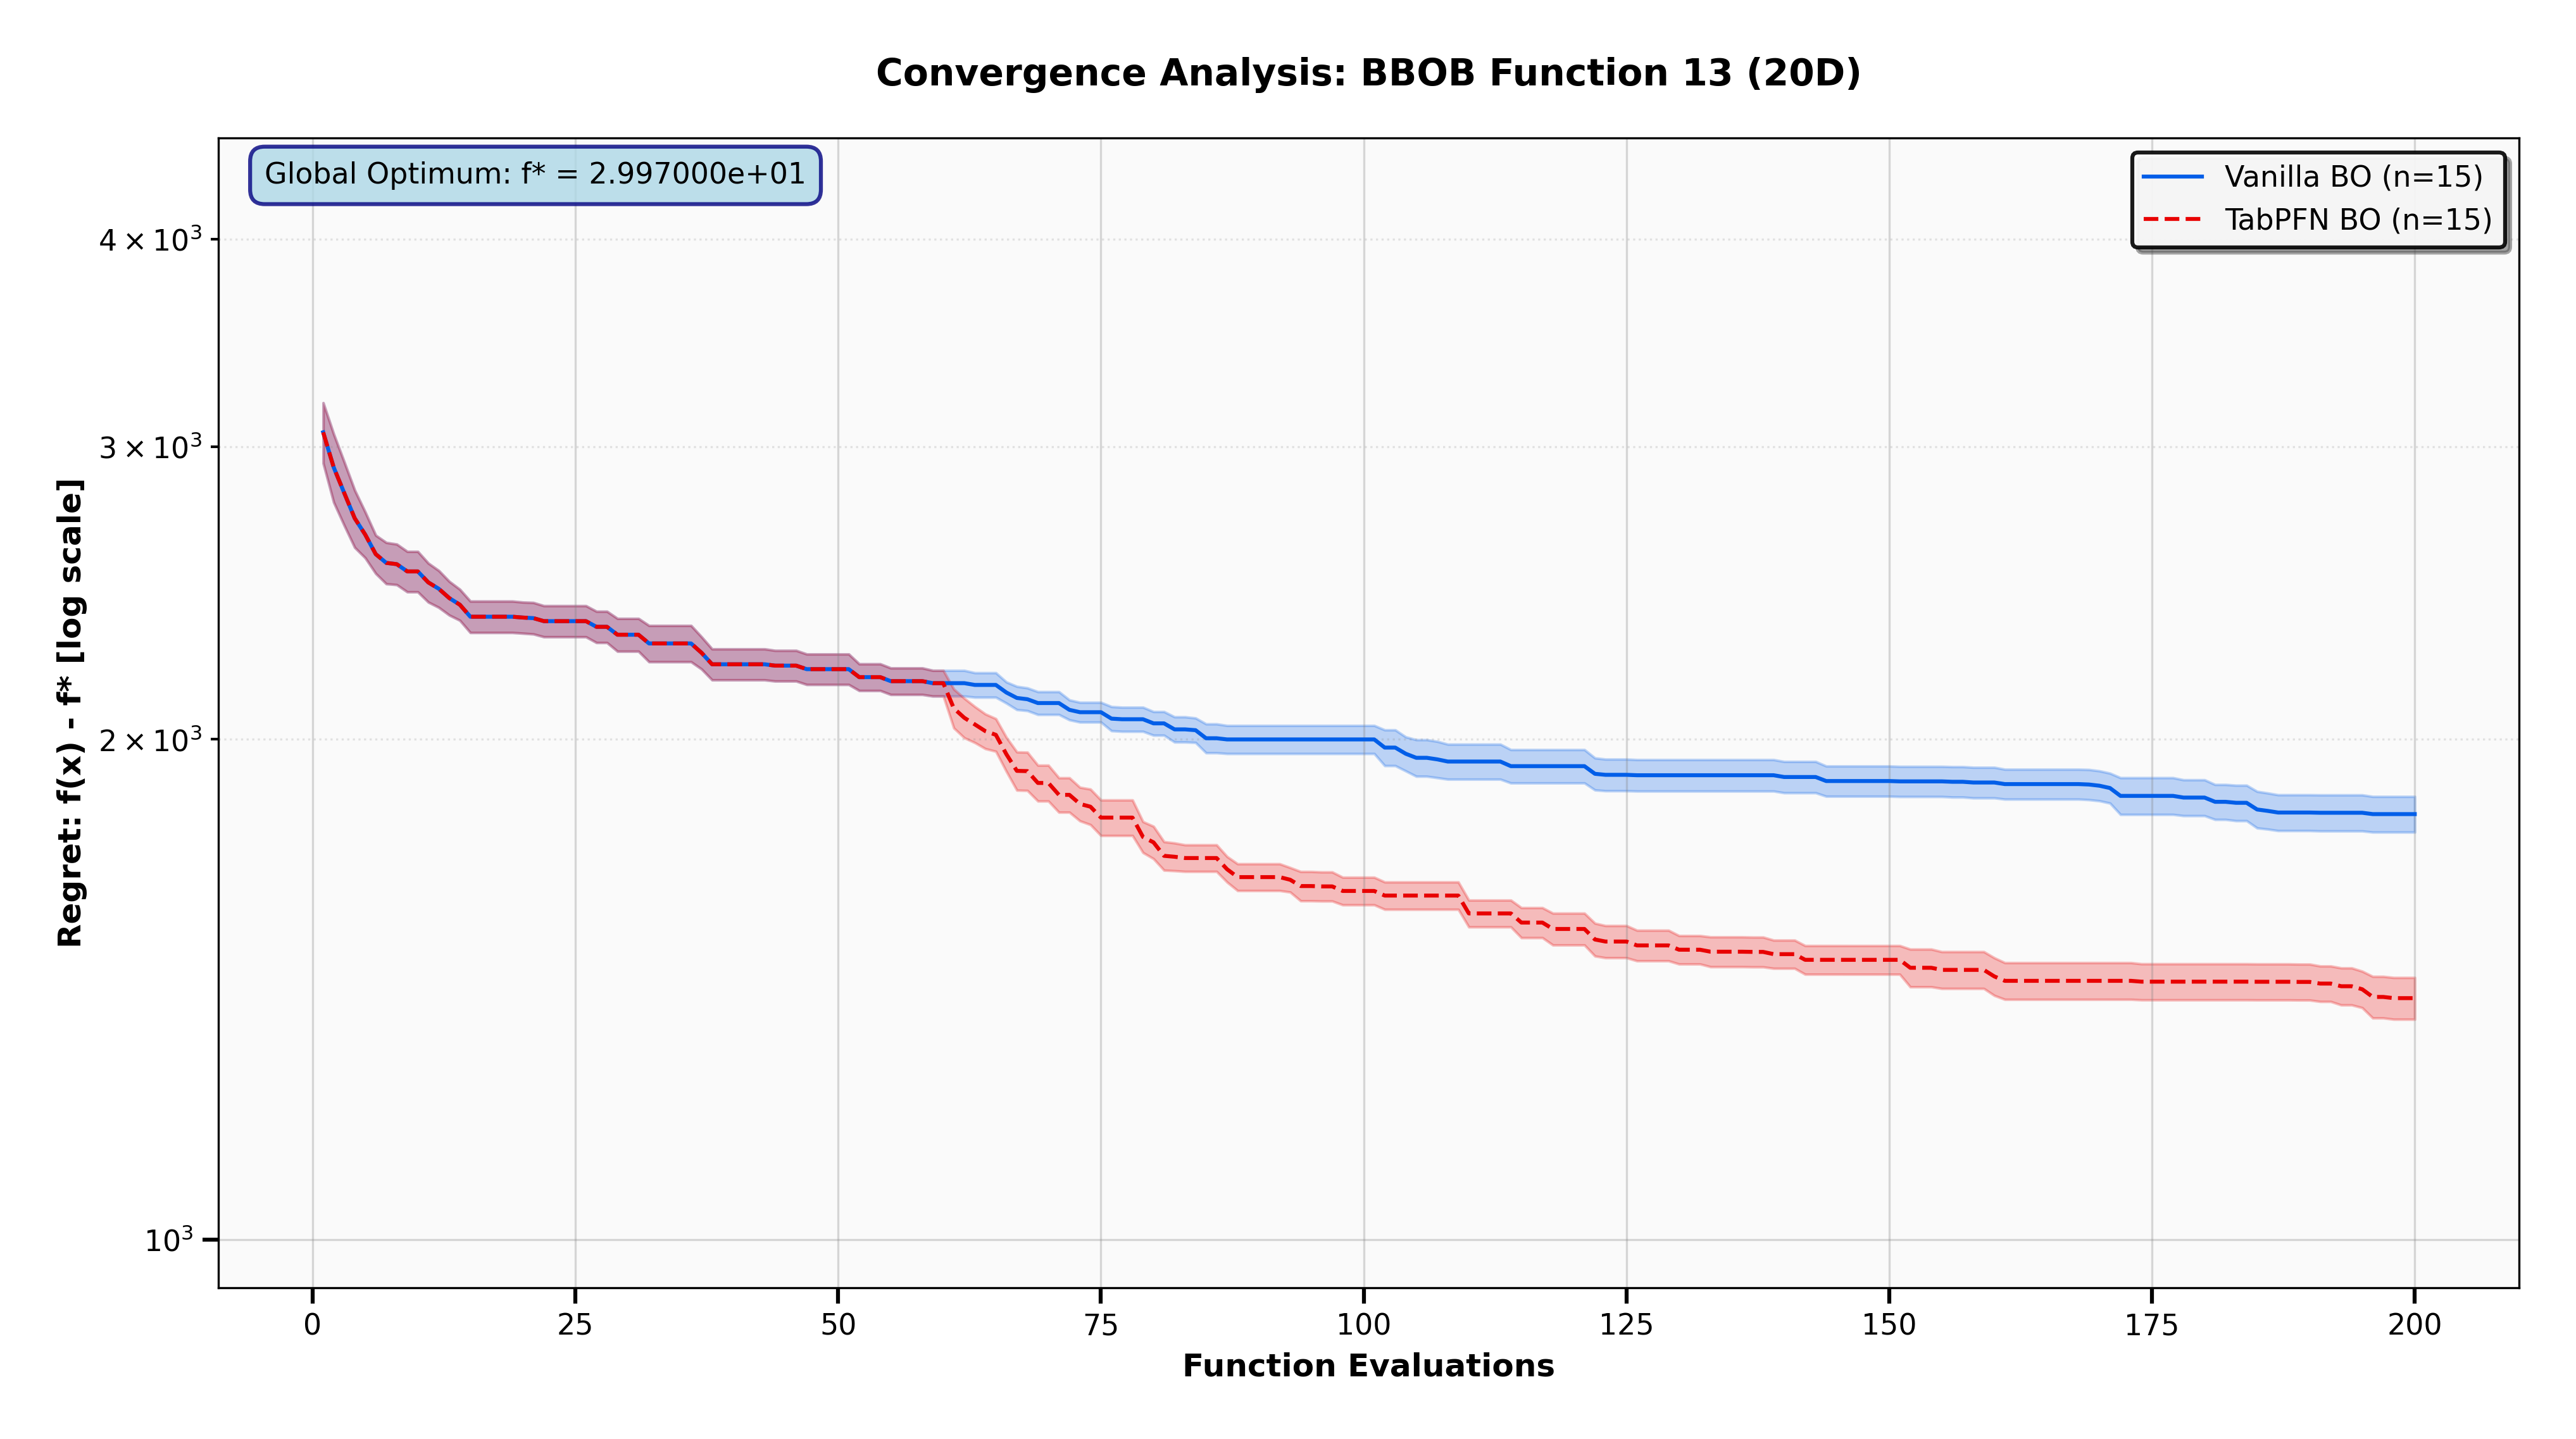 Convergence Analysis: BBOB Function 13 (20D)
Global Optimum: f* = 2.997000e+01
Vanilla BO (n=15)
TabPFN BO (n=15)
Regret: f(x) - f* [log scale]
4 × 10³
3 × 10³
2 × 10³
10³
0 25 50 75 100 125 150 175 200
Function Evaluations